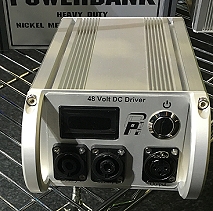 POWERBANK
HEAVY DUTY
NICKEL ME
48 Volt DC Driver
P